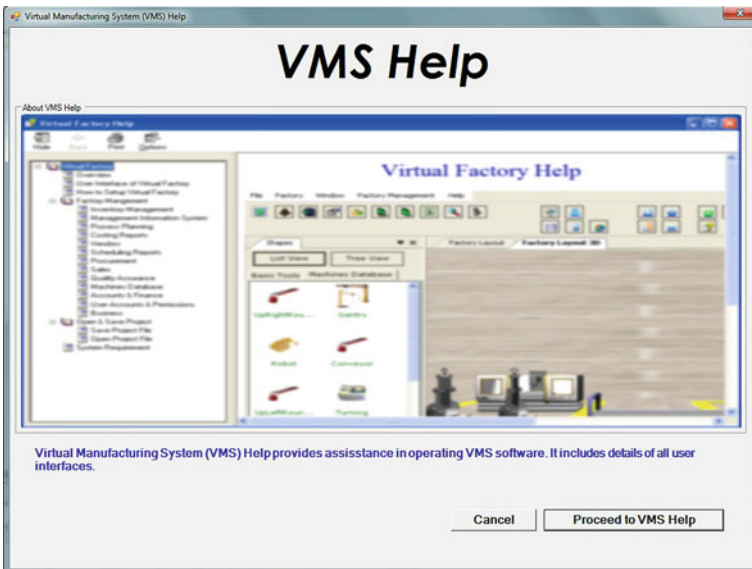 Virtual Manufacturing System (VMS) Help
VMS Help
About VMS Help
Virtual Factory Help
Hide Back Print Options
Virtual Factory
Overview
User Interface of Virtual Factory
How to Setup Virtual Factory
Factory Management
Inventory Management
Management Information System
Process Planning
Costing Reports
Vendors
Scheduling Reports
Procurement
Sales
Quality Assurance
Machines Database
Accounts & Finance
User Accounts & Permissions
Business
Open & Save Project
Save Project File
Open Project File
System Requirement
Virtual Factory Help
File Factory Window Factory Management Help
Shapes
Factory Layout Factory Layout 3D
List View Tree View
Basic Tools Machines Database
UpRightRou... Gantry
Robot Conveyor
UpLeftRoun... Turning
Virtual Manufacturing System (VMS) Help provides assisstance in operating VMS software. It includes details of all user
interfaces.
Cancel Proceed to VMS Help